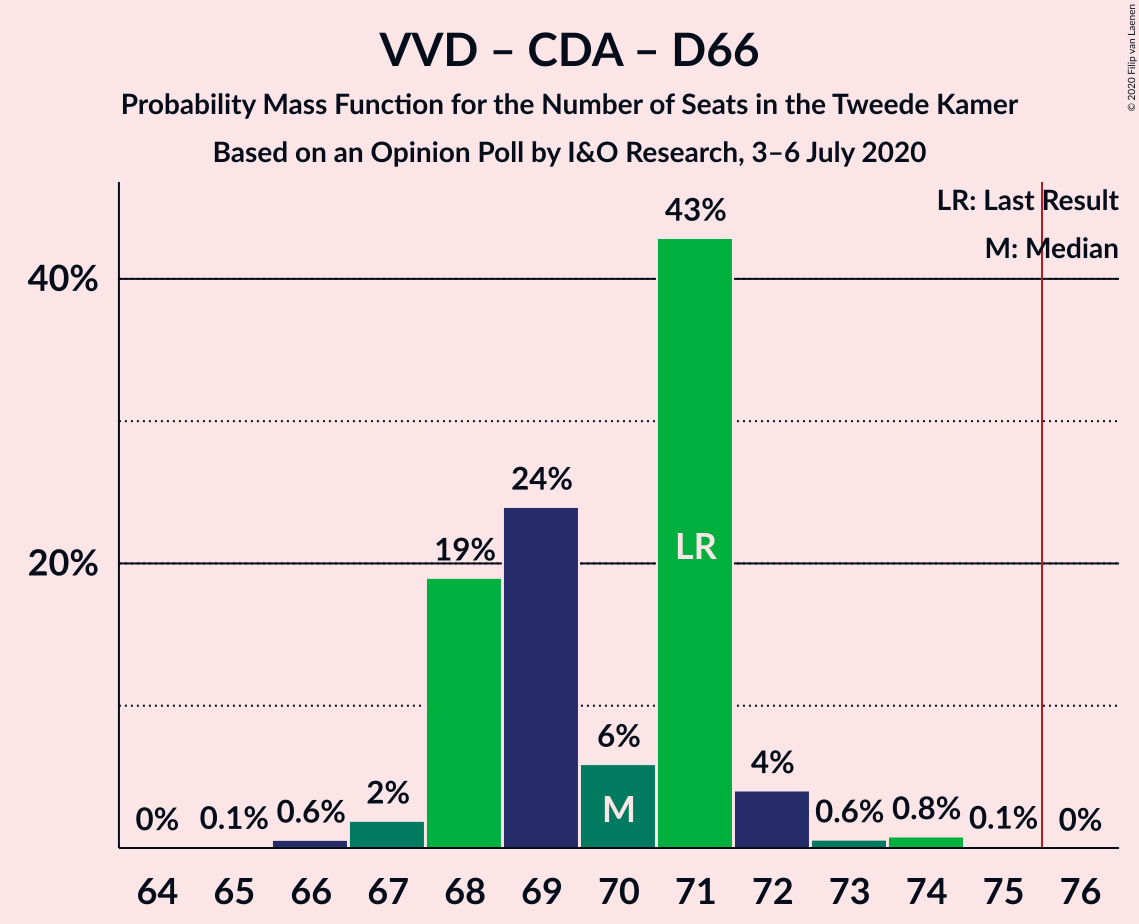 VVD – CDA – D66
Probability Mass Function for the Number of Seats in the Tweede Kamer
Based on an Opinion Poll by I&O Research, 3–6 July 2020
© 2020 Filip van Laenen
LR: Last Result
M: Median
40%
20%
0%
0.1%
0.6%
2%
19%
24%
6%
43%
4%
0.6%
0.8%
0.1%
0%
LR
M
64 65 66 67 68 69 70 71 72 73 74 75 76